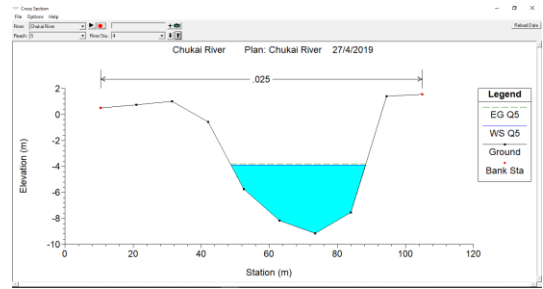 Cross Section
File Options Help
River: Chukai River
Reload Data
Reach: S River Sta.: 4
Chukai River Plan: Chukai River 27/4/2019
.025
Legend
EG Q5
WS Q5
Ground
Bank Sta
2
0
-2
-4
-6
-8
-10
Elevation (m)
0 20 40 60 80 100 120
Station (m)